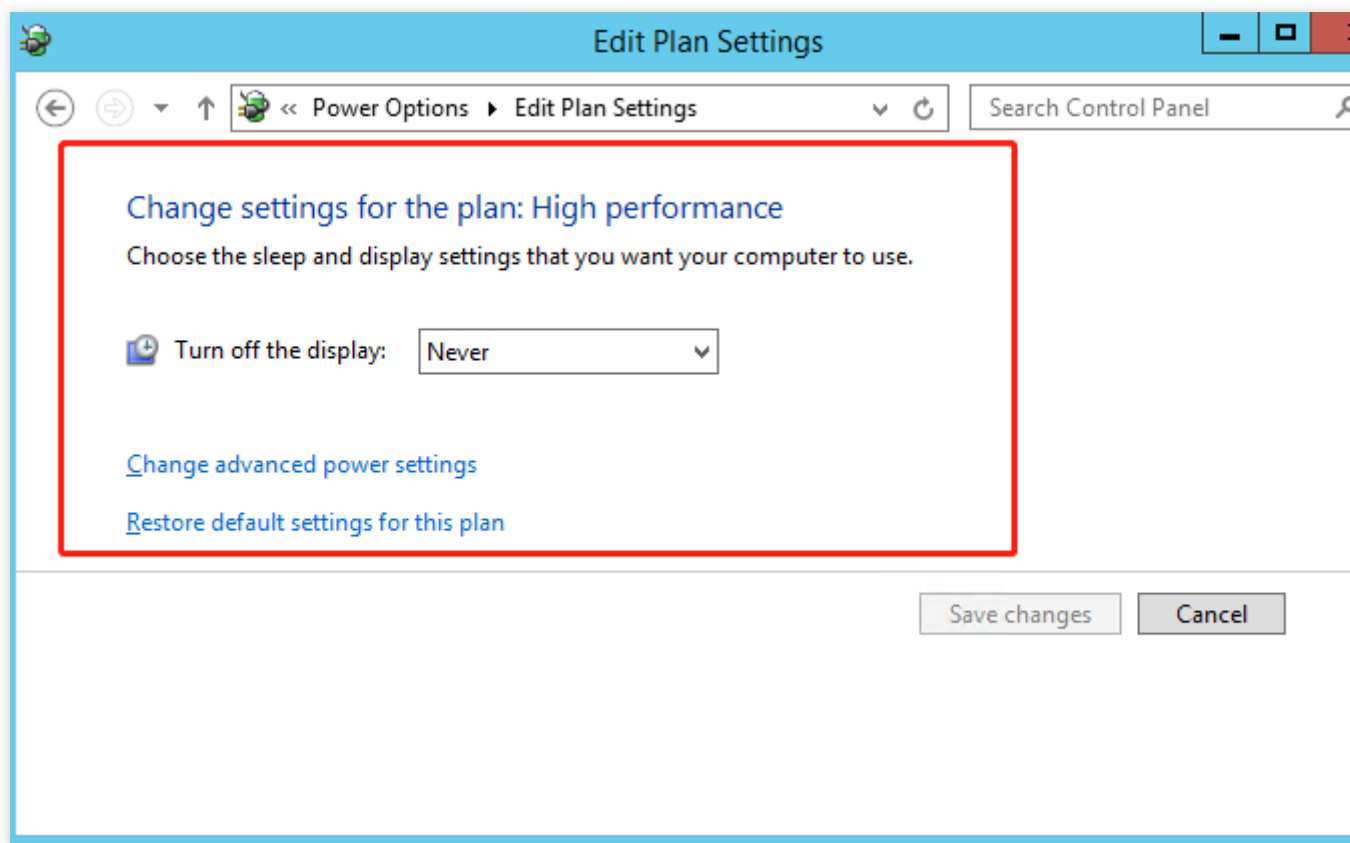 Edit Plan Settings
« Power Options ▸ Edit Plan Settings
Search Control Panel
Change settings for the plan: High performance
Choose the sleep and display settings that you want your computer to use.
Turn off the display: Never
Change advanced power settings
Restore default settings for this plan
Save changes Cancel